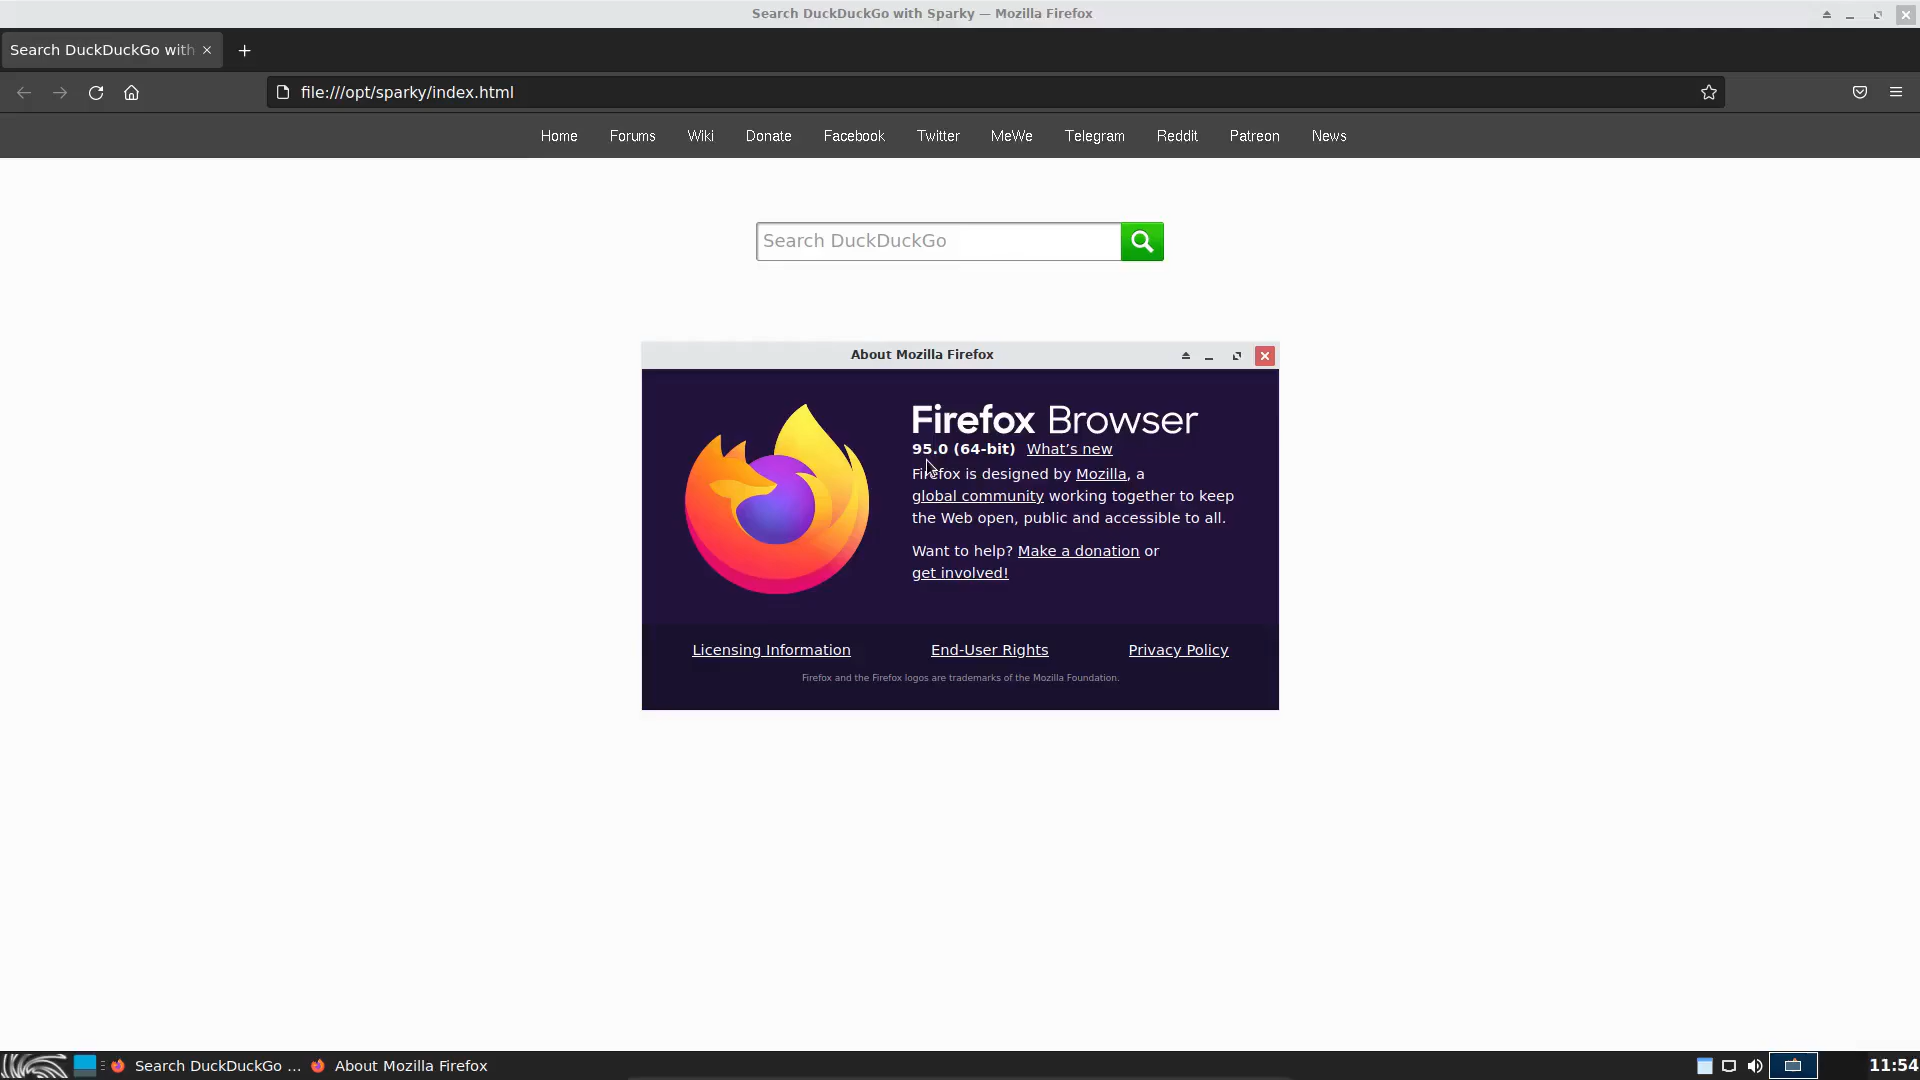 Search DuckDuckGo with Sparky — Mozilla Firefox
Search DuckDuckGo with
file:///opt/sparky/index.html
Home Forums Wiki Donate Facebook Twitter MeWe Telegram Reddit Patreon News
Search DuckDuckGo
About Mozilla Firefox
Firefox Browser
95.0 (64-bit) What’s new
Firefox is designed by Mozilla, a
global community working together to keep
the Web open, public and accessible to all.
Want to help? Make a donation or
get involved!
Licensing Information End-User Rights Privacy Policy
Firefox and the Firefox logos are trademarks of the Mozilla Foundation.
Search DuckDuckGo ... About Mozilla Firefox 11:54